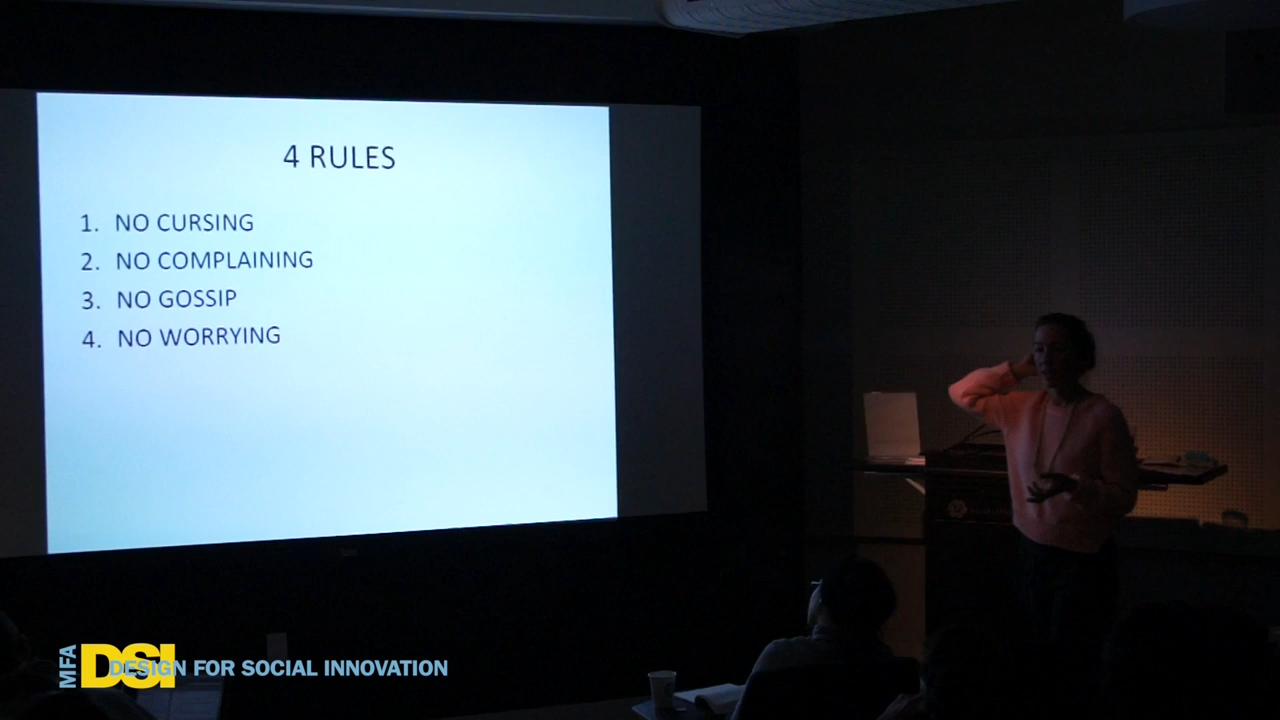 4 RULES
1. NO CURSING
2. NO COMPLAINING
3. NO GOSSIP
4. NO WORRYING
MFA DSI
DESIGN FOR SOCIAL INNOVATION